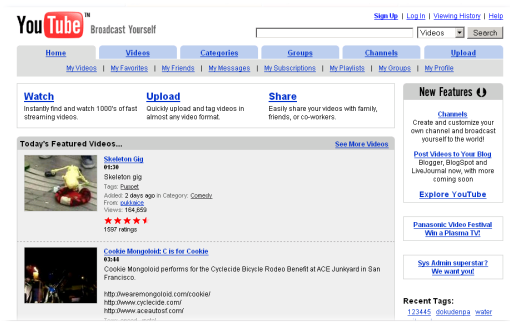 Sign Up | Log In | Viewing History | Help
YouTube™ Broadcast Yourself
Videos Search
Home Videos Categories Groups Channels Upload
My Videos | My Favorites | My Friends | My Messages | My Subscriptions | My Playlists | My Groups | My Profile
Watch
Instantly find and watch 1000's of fast
streaming videos.
Upload
Quickly upload and tag videos in
almost any video format.
Share
Easily share your videos with family,
friends, or co-workers.
Today's Featured Videos... See More Videos
Skeleton Gig
01:30
Skeleton Gig
Tags: Puppet
Added: 2 days ago in Category: Comedy
From:
Views: 164,659
1597 ratings
Cookie Mongoloid: C is for Cookie
03:44
Cookie Mongoloid performs for the Cyclecide Bicycle Rodeo Benefit at ACE Junkyard in San
Francisco.
http://wearemongoloid.com/cookie/
http://www.cyclecide.com/
http://www.aceautosf.com/
New Features
Channels
Create and customize your
own channel and broadcast
yourself to the world!
Post Videos to Your Blog
Blogger, BlogSpot and
LiveJournal now, with more
coming soon
Explore YouTube
Panasonic Video Festival
Win a Plasma TV!
Sys Admin superstar?
We want you!
Recent Tags:
123445 dokudenpa water